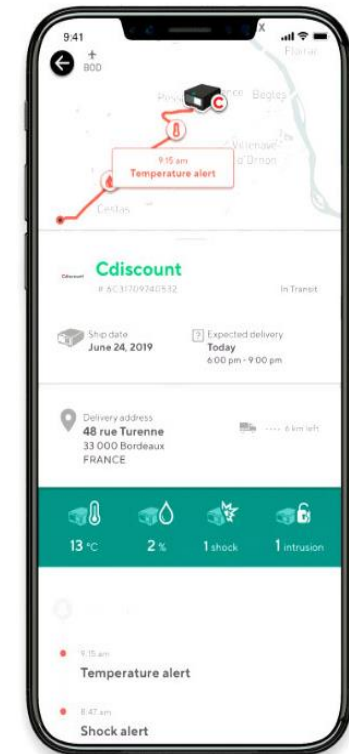 9:41
BOD
Floirac
Begles
9:15 am
Temperature alert
Villenave
d'Ornon
Cestas
Cdiscount
Cdiscount
In Transit
Ship date
June 24, 2019
Expected delivery
Today
6:00 pm - 9:00 pm
Delivery address
48 rue Turenne
33 000 Bordeaux
FRANCE
6 km left
13 °C
2 %
1 shock
1 intrusion
9:15 am
Temperature alert
8:47 am
Shock alert